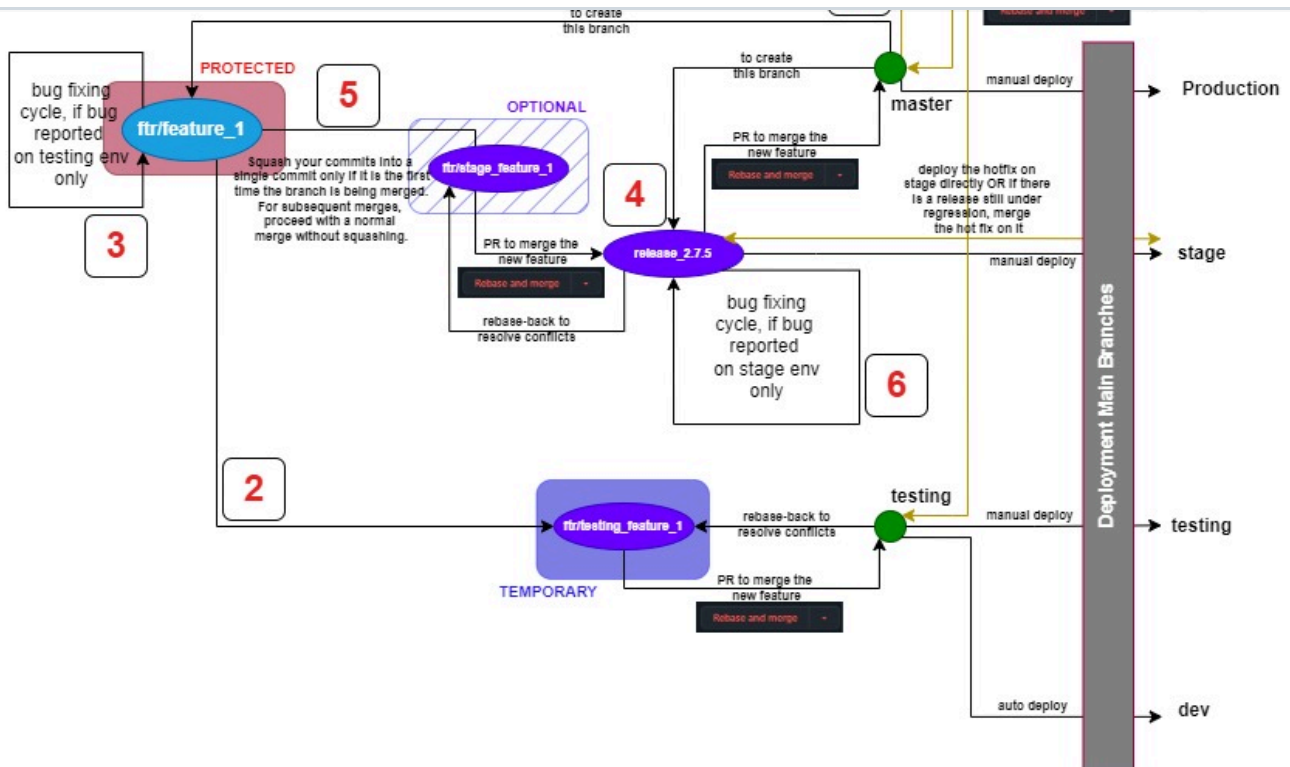 to create
this branch
Rebase and merge
PROTECTED
5
bug fixing
cycle, if bug
reported
on testing env
only
ftr/feature_1
3
OPTIONAL
ftr/stage_feature_1
Squash your commits into a
single commit only if it is the first
time the branch is being merged.
For subsequent merges,
proceed with a normal
merge without squashing.
to create
this branch
master
manual deploy
Production
PR to merge the
new feature
Rebase and merge
4
deploy the hotfix on
stage directly OR if there
is a release still under
regression, merge
the hot fix on it
PR to merge the
new feature
Rebase and merge
release_2.7.5
manual deploy
stage
rebase-back to
resolve conflicts
bug fixing
cycle, if bug
reported
on stage env
only
6
Deployment Main Branches
2
ftr/testing_feature_1
TEMPORARY
rebase-back to
resolve conflicts
testing
manual deploy
testing
PR to merge the
new feature
Rebase and merge
auto deploy
dev